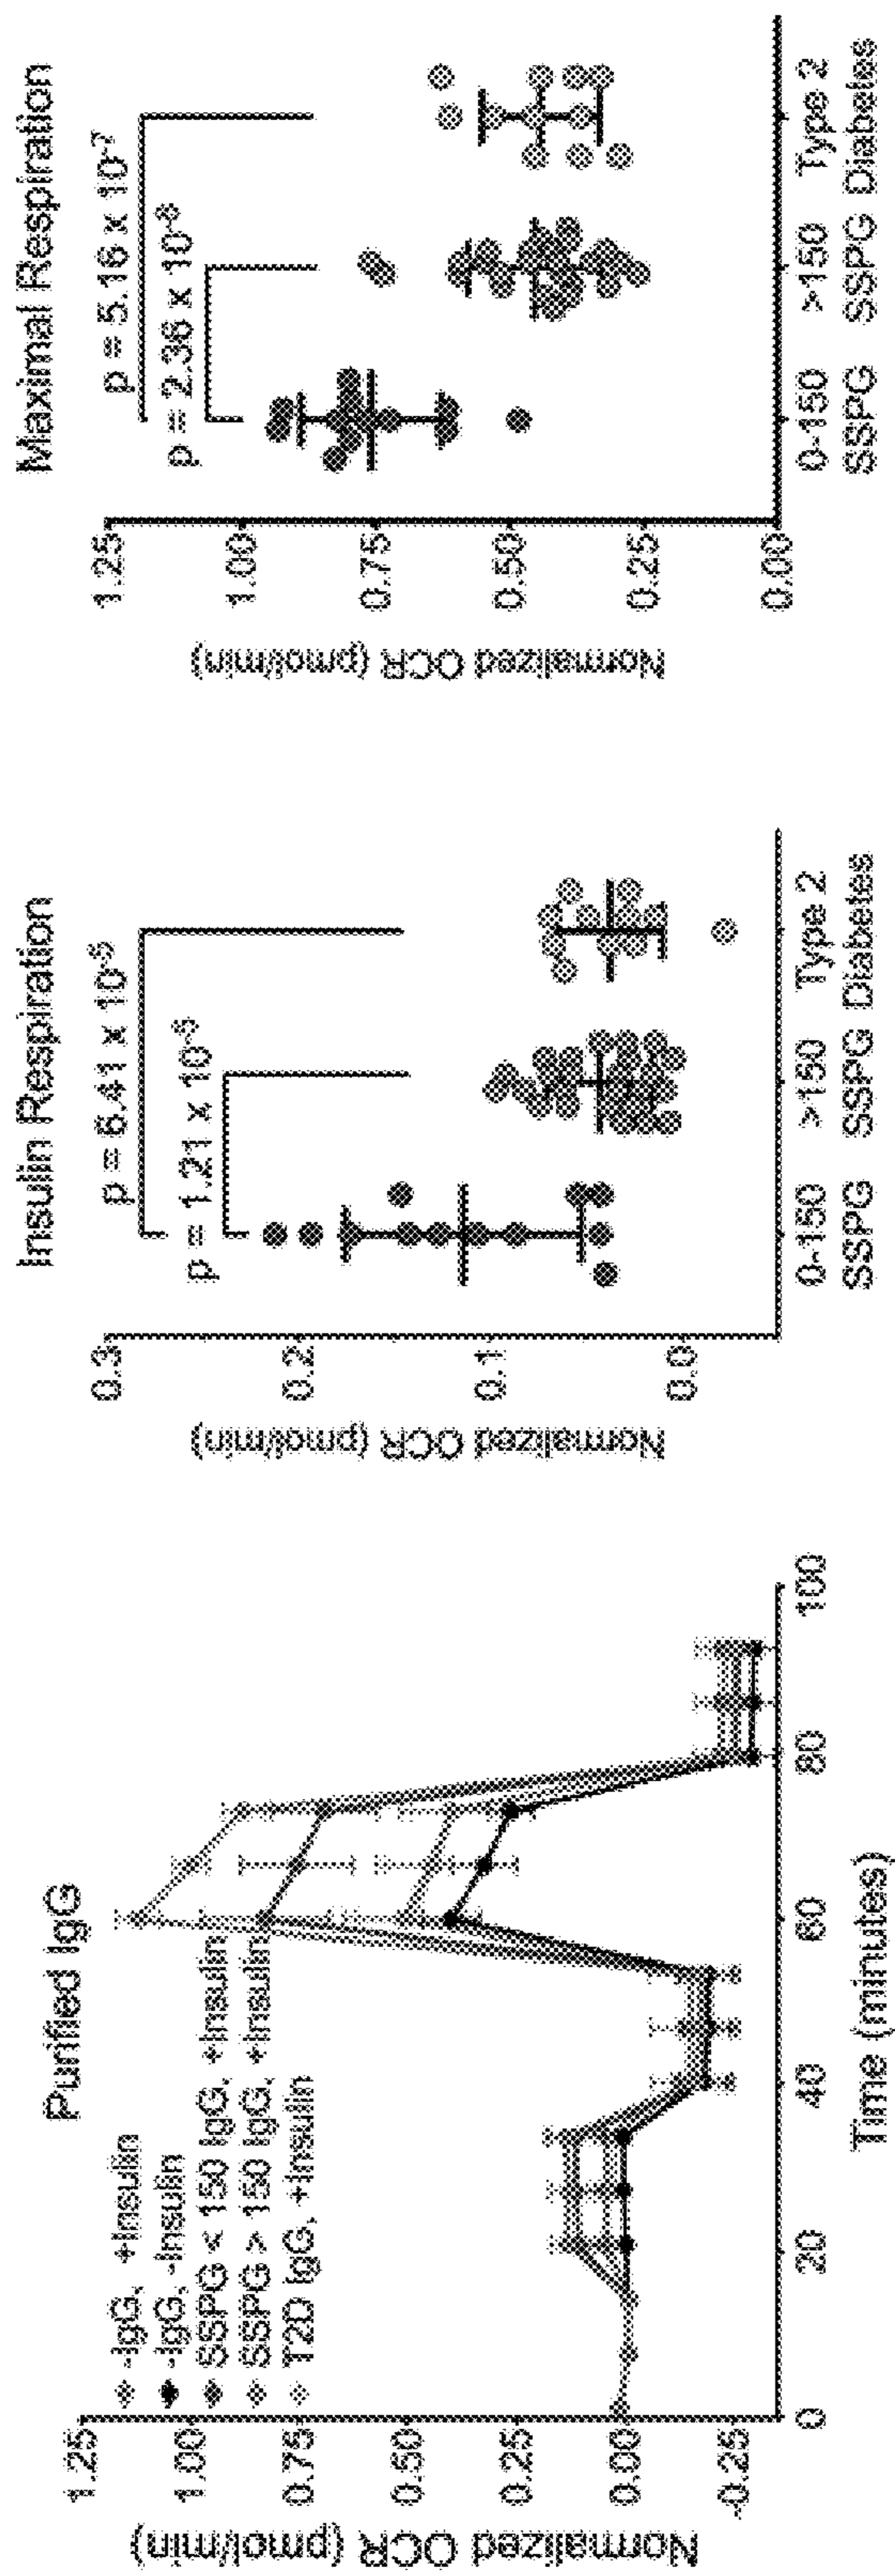 Purified IgG
-IgG, +Insulin
-IgG, -Insulin
SSPG < 150 IgG, +Insulin
SSPG > 150 IgG, +Insulin
T2D IgG, +Insulin
Normalized OCR (pmol/min)
1.25
1.00
0.75
0.50
0.25
0.00
-0.25
0
20
40
60
80
100
Time (minutes)
Insulin Respiration
p = 6.41 x 10-5
p = 1.21 x 10-5
Normalized OCR (pmol/min)
0.3
0.2
0.1
0.0
0-150
SSPG
>150
SSPG
Type 2
Diabetes
Maximal Respiration
p = 5.16 x 10-7
p = 2.36 x 10-8
Normalized OCR (pmol/min)
1.25
1.00
0.75
0.50
0.25
0.00
0-150
SSPG
>150
SSPG
Type 2
Diabetes